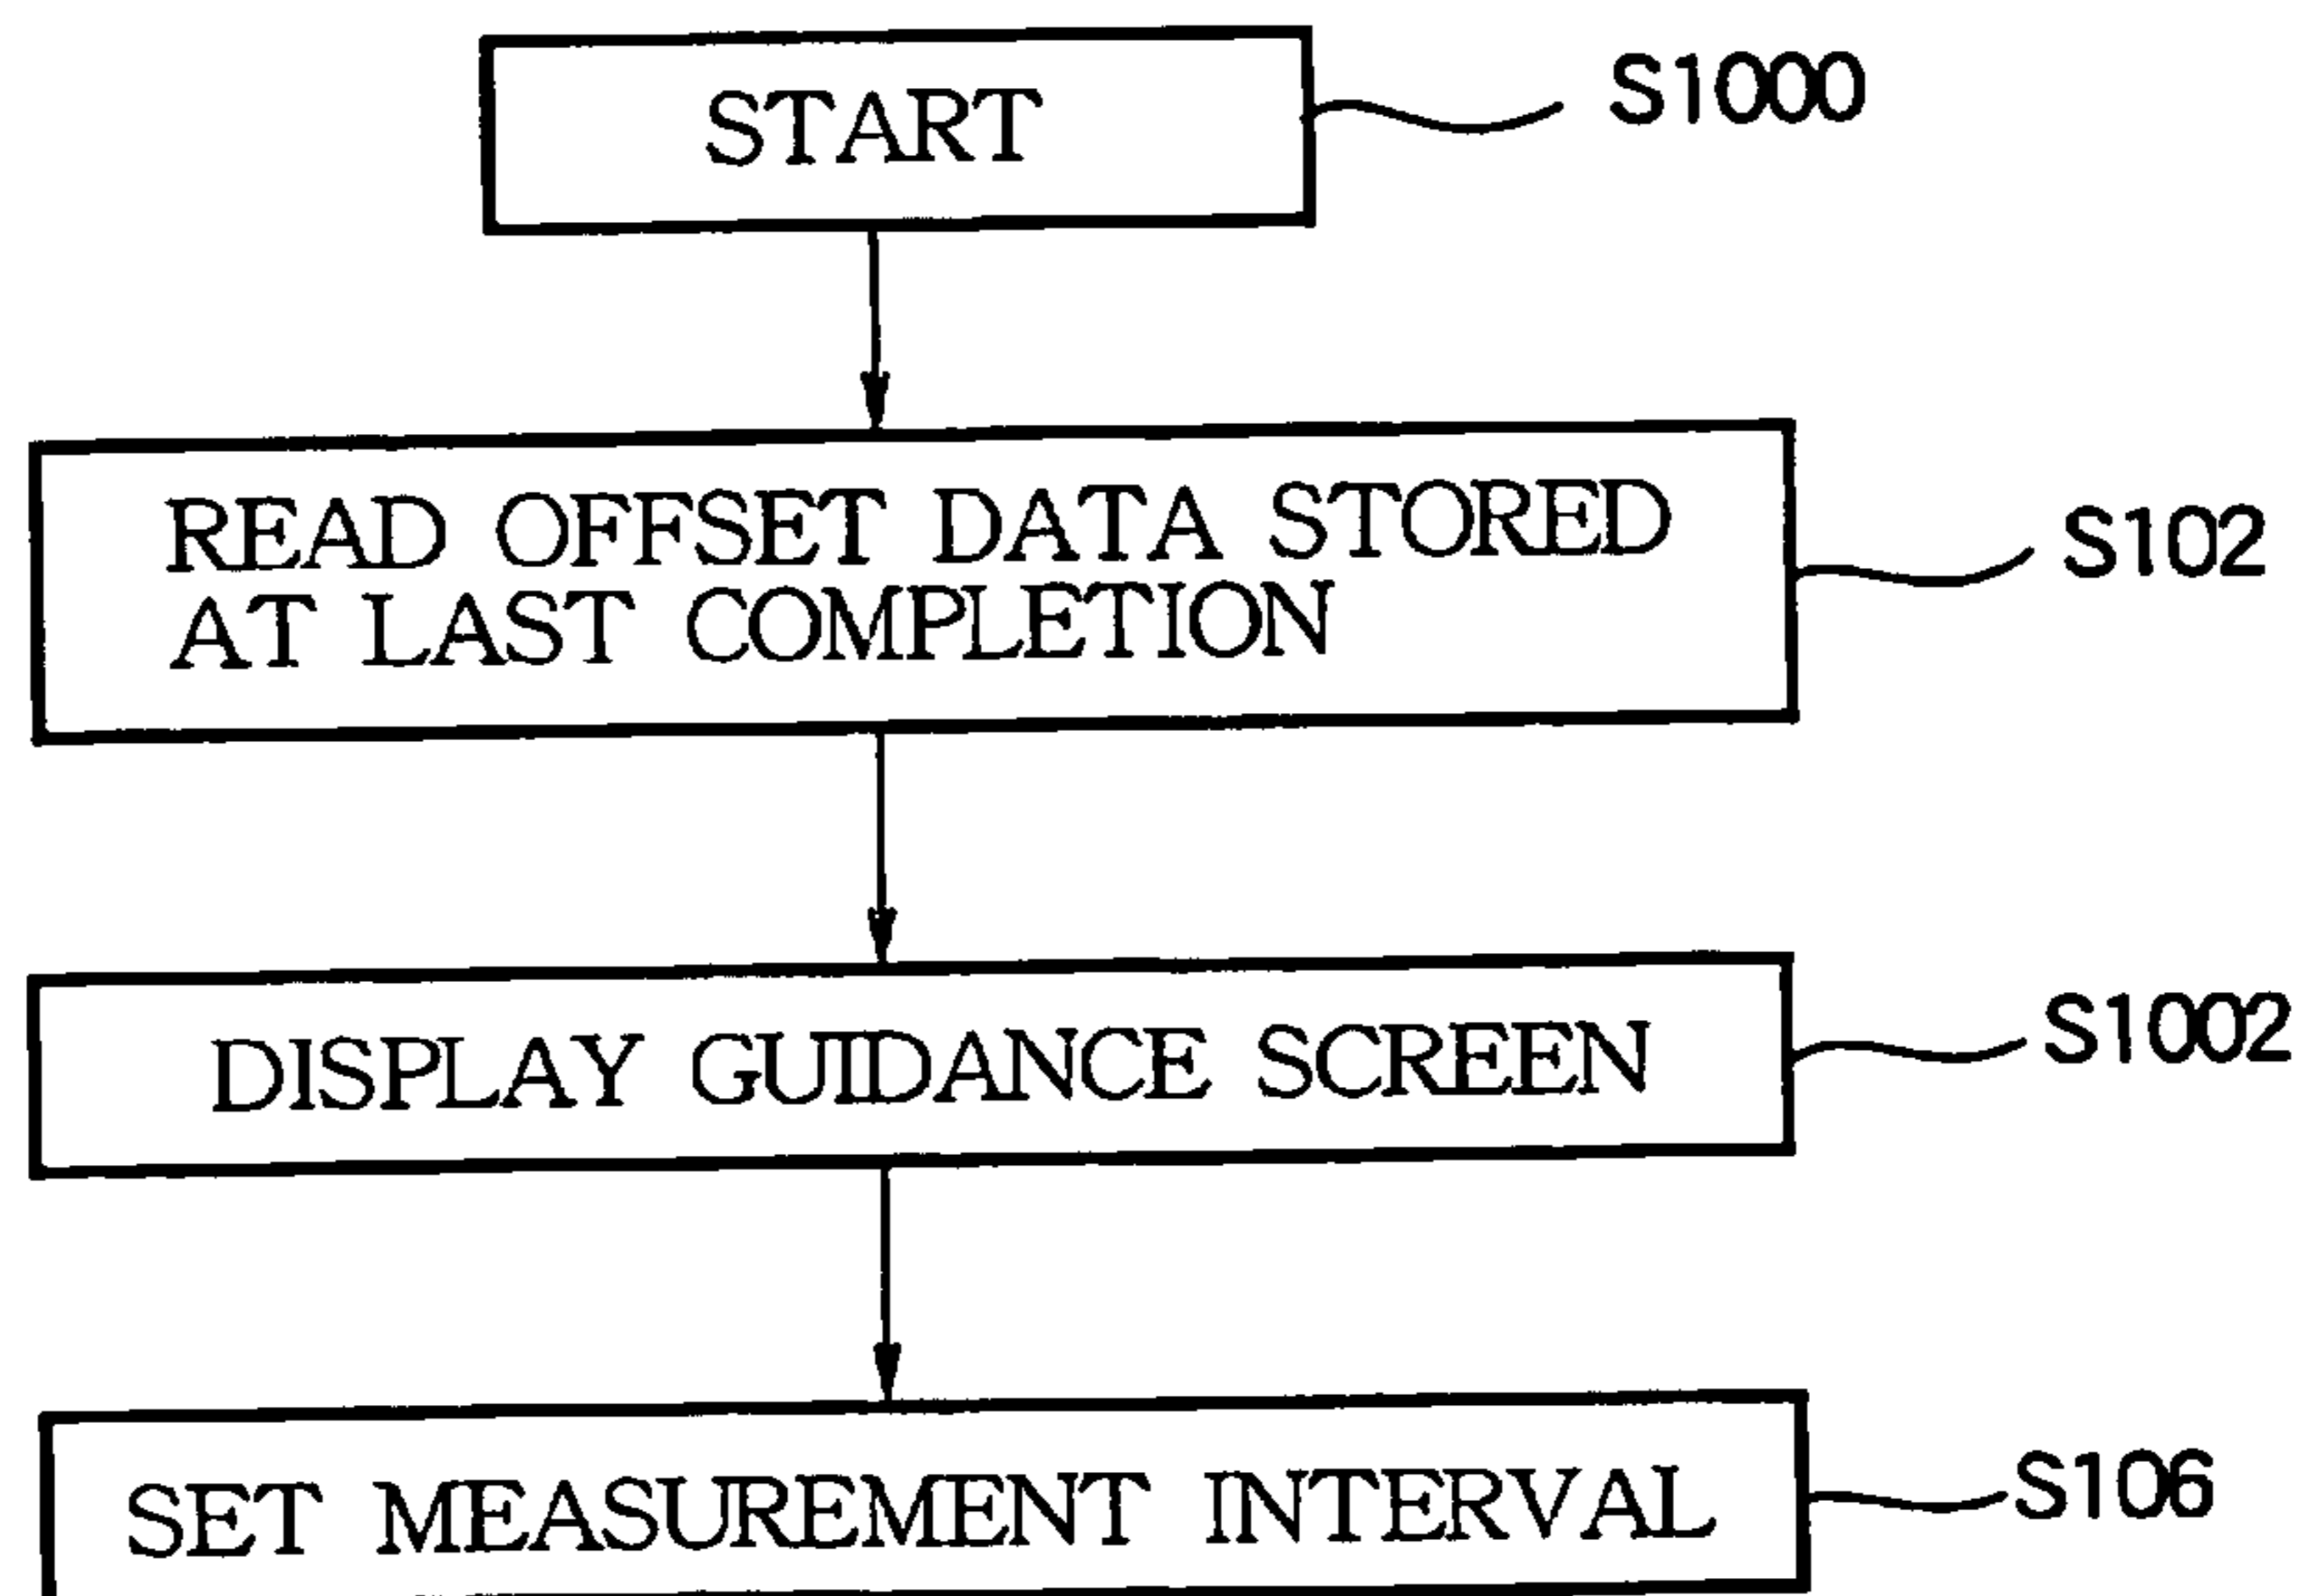 START
S1000
READ OFFSET DATA STORED
AT LAST COMPLETION
S102
DISPLAY GUIDANCE SCREEN
S1002
SET MEASUREMENT INTERVAL
S106